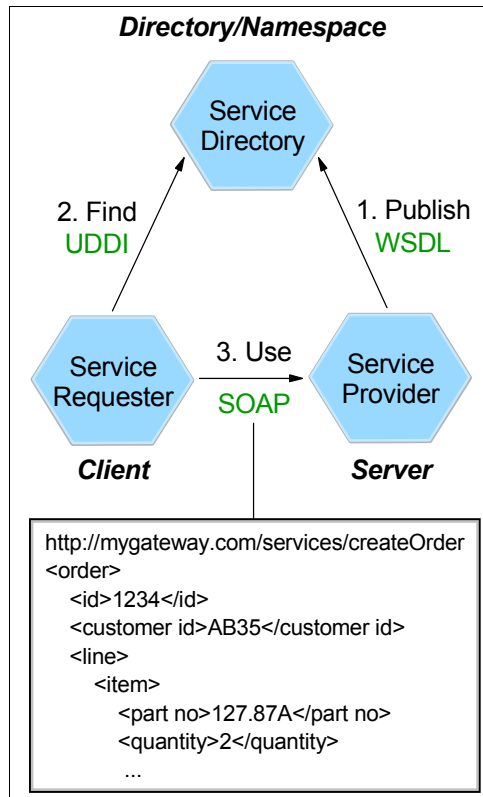 Directory/Namespace
Service
Directory
2. Find
UDDI
1. Publish
WSDL
Service
Requester
3. Use
SOAP
Service
Provider
Client
Server
http://mygateway.com/services/createOrder
<order>
<id>1234</id>
<customer id>AB35</customer id>
<line>
<item>
<part no>127.87A</part no>
<quantity>2</quantity>
...